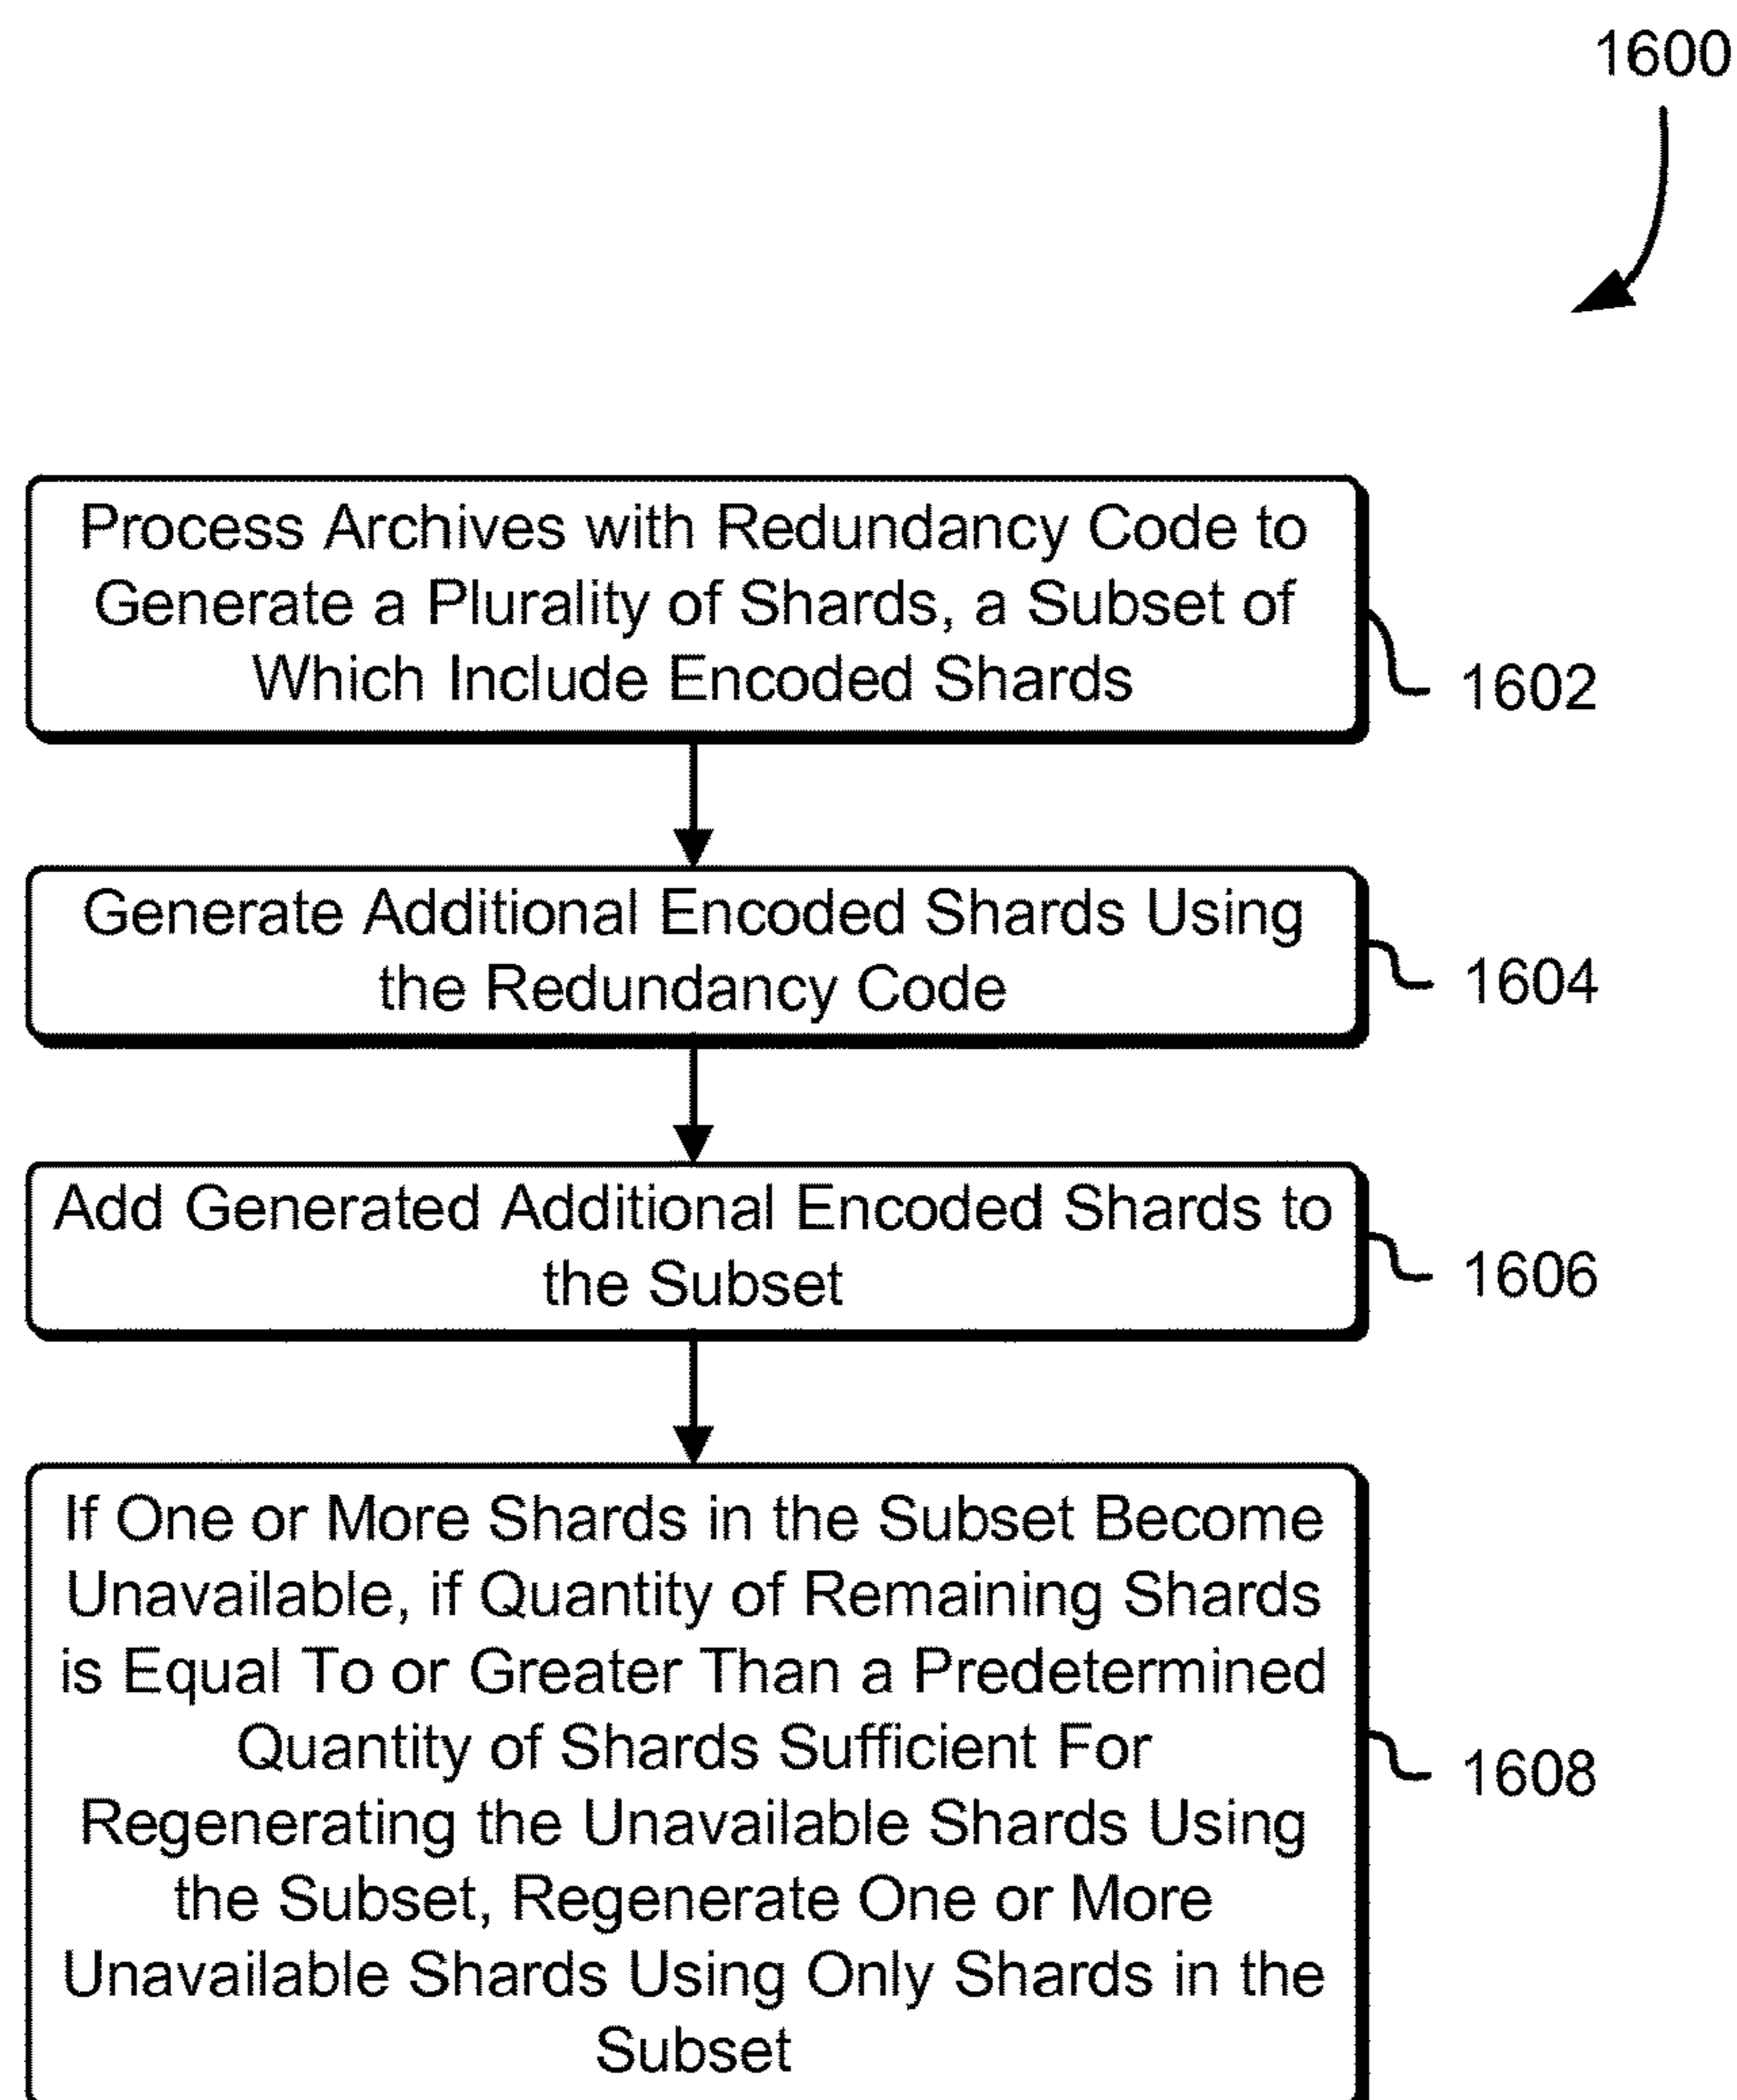 1600
Process Archives with Redundancy Code to
Generate a Plurality of Shards, a Subset of
Which Include Encoded Shards
1602
Generate Additional Encoded Shards Using
the Redundancy Code
1604
Add Generated Additional Encoded Shards to
the Subset
1606
If One or More Shards in the Subset Become
Unavailable, if Quantity of Remaining Shards
is Equal To or Greater Than a Predetermined
Quantity of Shards Sufficient For
Regenerating the Unavailable Shards Using
the Subset, Regenerate One or More
Unavailable Shards Using Only Shards in the
Subset
1608